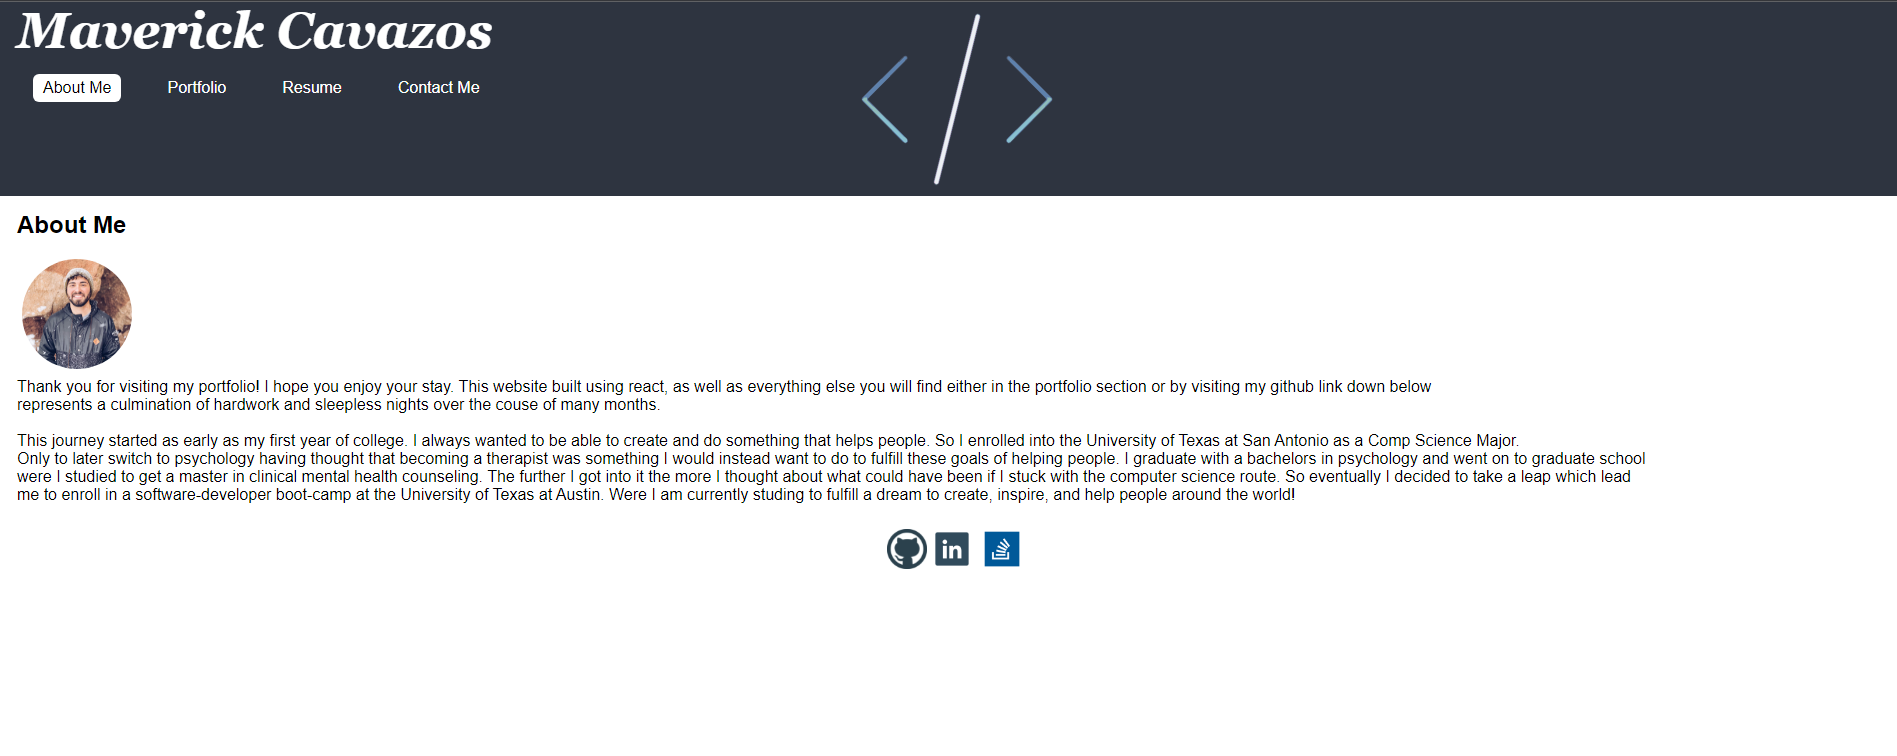 Maverick Cavazos
About Me Portfolio Resume Contact Me
About Me
Thank you for visiting my portfolio! I hope you enjoy your stay. This website built using react, as well as everything else you will find either in the portfolio section or by visiting my github link down below
represents a culmination of hardwork and sleepless nights over the couse of many months.
This journey started as early as my first year of college. I always wanted to be able to create and do something that helps people. So I enrolled into the University of Texas at San Antonio as a Comp Science Major.
Only to later switch to psychology having thought that becoming a therapist was something I would instead want to do to fulfill these goals of helping people. I graduate with a bachelors in psychology and went on to graduate school
were I studied to get a master in clinical mental health counseling. The further I got into it the more I thought about what could have been if I stuck with the computer science route. So eventually I decided to take a leap which lead
me to enroll in a software-developer boot-camp at the University of Texas at Austin. Were I am currently studing to fulfill a dream to create, inspire, and help people around the world!
in